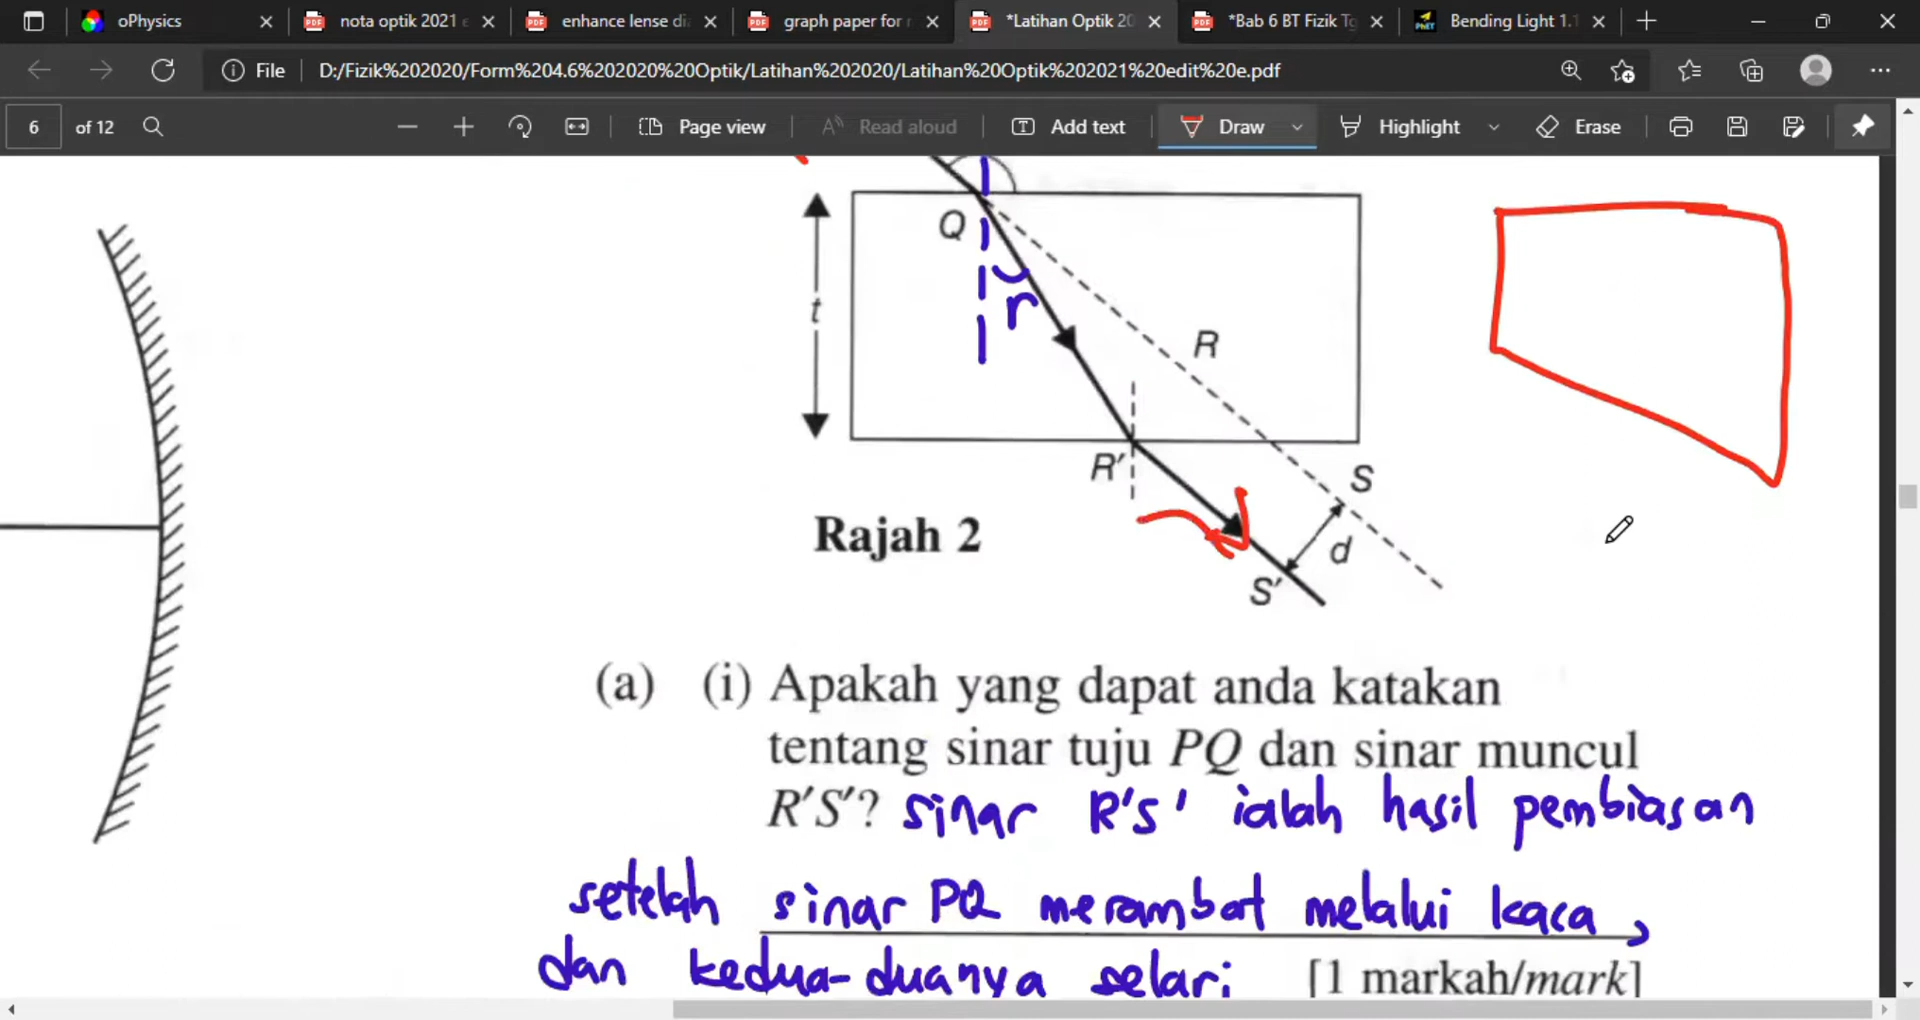 oPhysics
nota optik 2021 e
enhance lense di
graph paper for r
*Latihan Optik 20
*Bab 6 BT Fizik Tg
Bending Light 1.1
File
D:/Fizik%202020/Form%204.6%202020%20Optik/Latihan%202020/Latihan%20Optik%202021%20edit%20e.pdf
6 of 12
Page view
Read aloud
Add text
Draw
Highlight
Erase
Q
r
t
R
R'
S
d
S'
Rajah 2
(a) (i) Apakah yang dapat anda katakan
tentang sinar tuju PQ dan sinar muncul
R'S'? sinar R's' ialah hasil pembiasan
setelah sinar PQ merambat melalui kaca,
dan kedua-duanya selari [1 markah/mark]